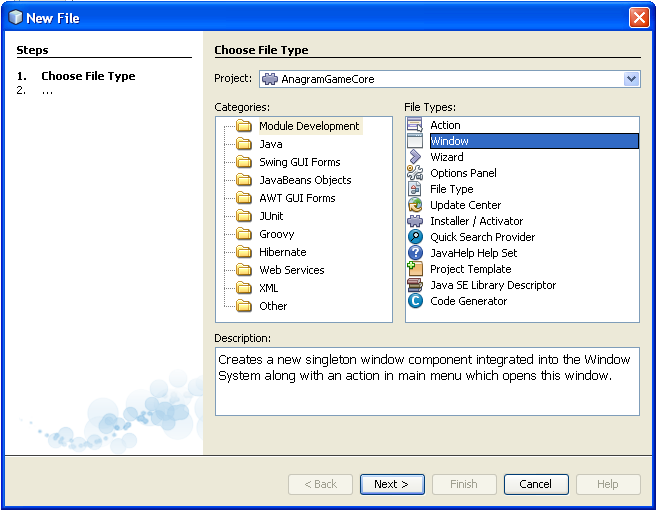 New File
Steps
1. Choose File Type
2. ...
Choose File Type
Project: AnagramGameCore
Categories:
Module Development
Java
Swing GUI Forms
JavaBeans Objects
AWT GUI Forms
JUnit
Groovy
Hibernate
Web Services
XML
Other
File Types:
Action
Window
Wizard
Options Panel
File Type
Update Center
Installer / Activator
Quick Search Provider
JavaHelp Help Set
Project Template
Java SE Library Descriptor
Code Generator
Description:
Creates a new singleton window component integrated into the Window
System along with an action in main menu which opens this window.
< Back Next > Finish Cancel Help